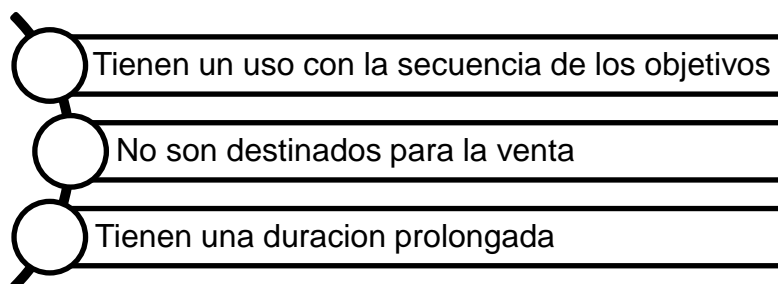 Tienen un uso con la secuencia de los objetivos
No son destinados para la venta
Tienen una duracion prolongada